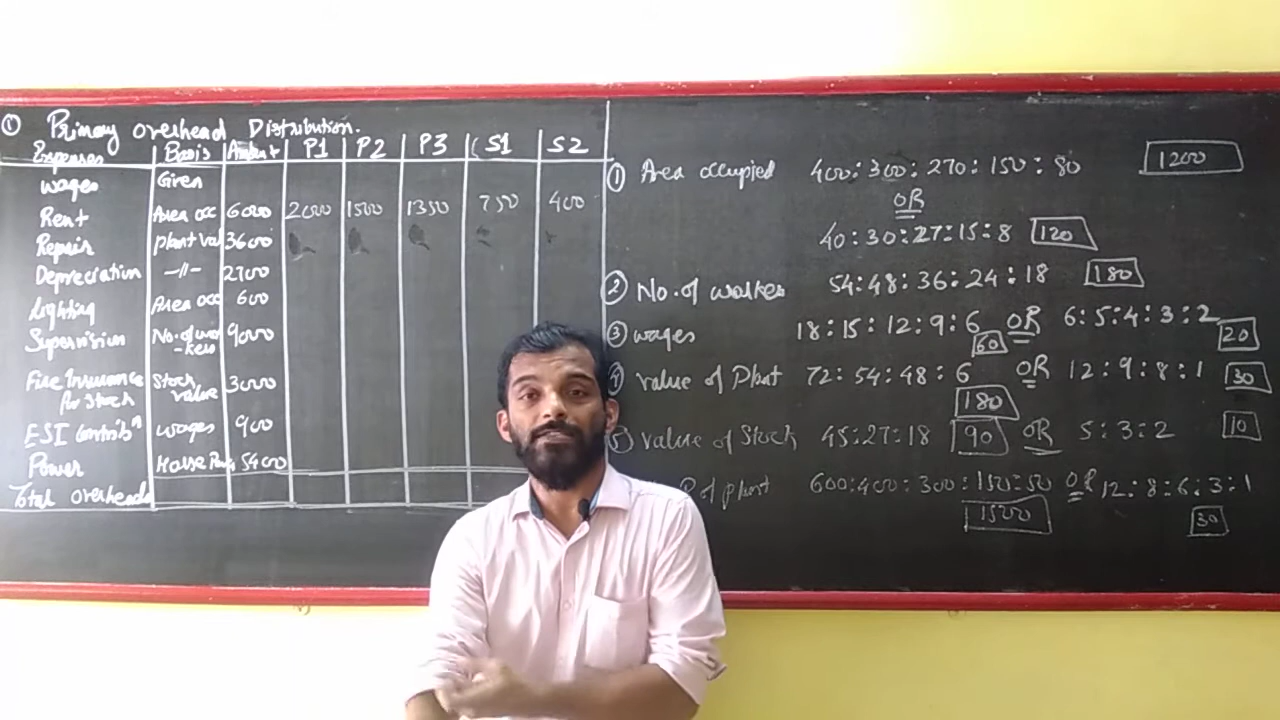 ① Primary overhead Distribution.
Expenses Basis Amount P1 P2 P3 S1 S2
Wages Given
Rent Area occ 6000 2000 1500 1350 750 400
Repair plant Val 3600
Depreciation -11- 2700
Lighting Area occ 600
Supervision No. of wor 9000
-kers
Fire Insurance Stock 3000
for stock value
ESI Contribn wages 900
Power Horse 5400
Total overheads
① Area occupied 400:300:270:150:80 1200
OR
40:30:27:15:8 120
② No. of worker 54:48:36:24:18 180
③ wages 18:15:12:9:6 OR 6:5:4:3:2
60 20
④ value of Plant 72:54:48:6 OR 12:9:8:1 30
180
⑤ value of Stock 45:27:18 90 OR 5:3:2 10
P of plant 600:400:300:150:50 OR 12:8:6:3:1
1500 30